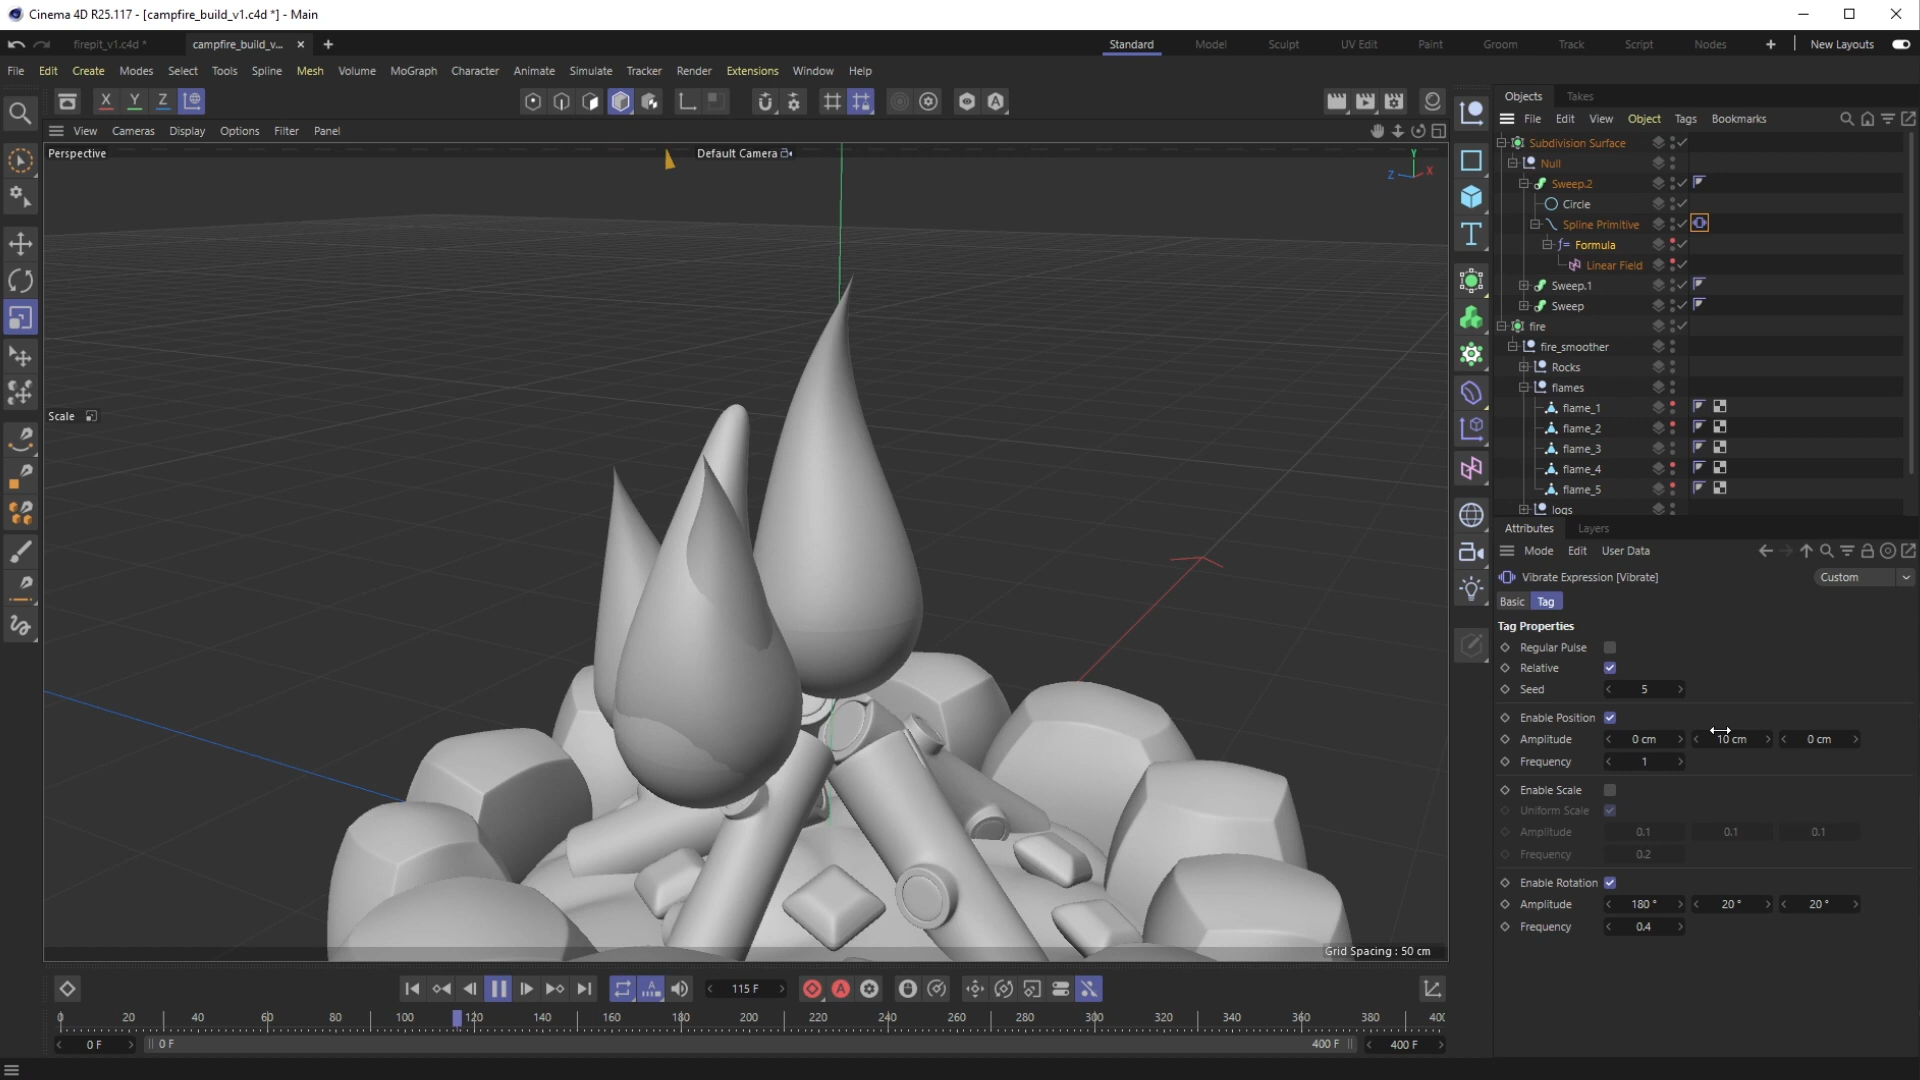 Cinema 4D R25.117 - [campfire_build_v1.c4d *] - Main
firepit_v1.c4d *
campfire_build_v...
Standard Model Sculpt UV Edit Paint Groom Track Script Nodes New Layouts
File Edit Create Modes Select Tools Spline Mesh Volume MoGraph Character Animate Simulate Tracker Render Extensions Window Help
X Y Z
View Cameras Display Options Filter Panel
Perspective
Default Camera
Y
Z
X
Scale
Grid Spacing : 50 cm
Objects Takes
File Edit View Object Tags Bookmarks
Subdivision Surface
Null
Sweep.2
Circle
Spline Primitive
Formula
Linear Field
Sweep.1
Sweep
fire
fire_smoother
Rocks
flames
flame_1
flame_2
flame_3
flame_4
flame_5
logs
Attributes Layers
Mode Edit User Data
Vibrate Expression [Vibrate]
Custom
Basic Tag
Tag Properties
Regular Pulse
Relative
Seed 5
Enable Position
Amplitude 0 cm 10 cm 0 cm
Frequency 1
Enable Scale
Uniform Scale
Amplitude 0.1 0.1 0.1
Frequency 0.2
Enable Rotation
Amplitude 180 ° 20 ° 20 °
Frequency 0.4
115 F
0 20 40 60 80 100 120 140 160 180 200 220 240 260 280 300 320 340 360 380 400
0 F 0 F 400 F 400 F